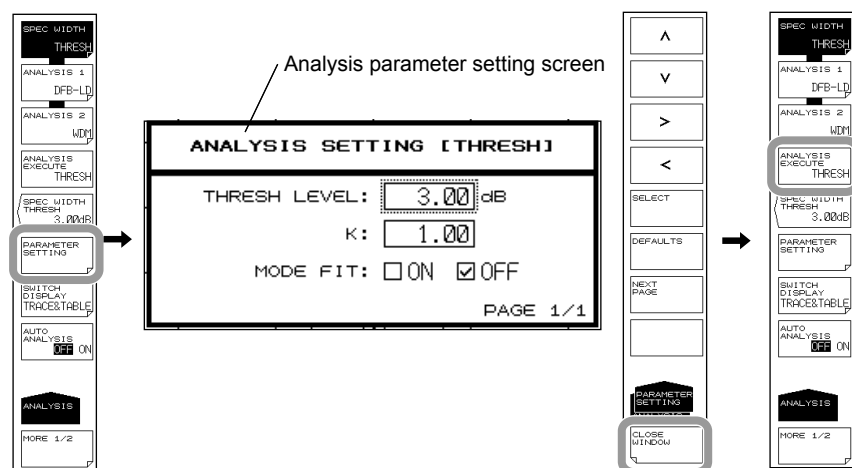 SPEC WIDTH
THRESH
ANALYSIS 1
DFB-LD
ANALYSIS 2
WDM
ANALYSIS
EXECUTE
THRESH
SPEC WIDTH
THRESH
3.00dB
PARAMETER
SETTING
SWITCH
DISPLAY
TRACE&TABLE
AUTO
ANALYSIS
OFF ON
ANALYSIS
MORE 1/2
Analysis parameter setting screen
ANALYSIS SETTING [THRESH]
THRESH LEVEL: 3.00 dB
K: 1.00
MODE FIT: ON OFF
PAGE 1/1
SELECT
DEFAULTS
NEXT
PAGE
PARAMETER
SETTING
CLOSE
WINDOW
SPEC WIDTH
THRESH
ANALYSIS 1
DFB-LD
ANALYSIS 2
WDM
ANALYSIS
EXECUTE
THRESH
SPEC WIDTH
THRESH
3.00dB
PARAMETER
SETTING
SWITCH
DISPLAY
TRACE&TABLE
AUTO
ANALYSIS
OFF ON
ANALYSIS
MORE 1/2